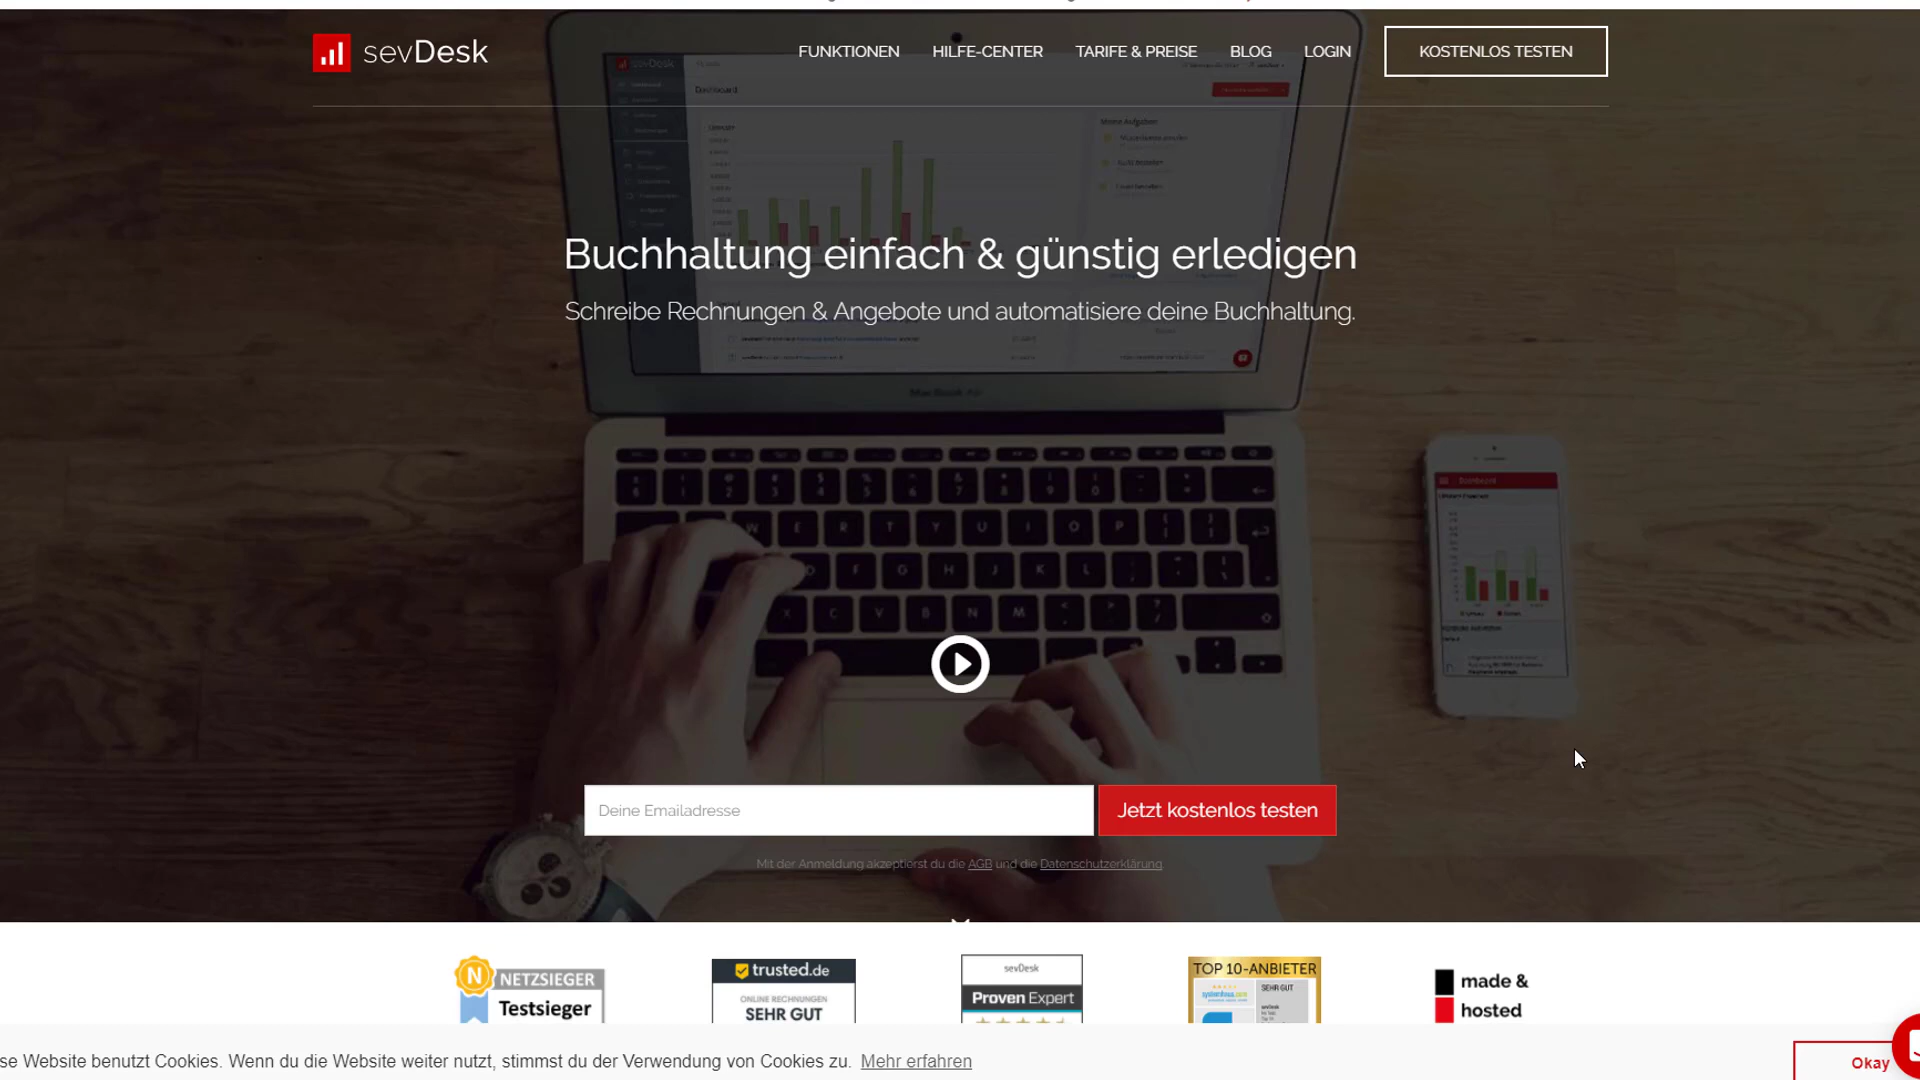 sevDesk
FUNKTIONEN HILFE-CENTER TARIFE & PREISE BLOG LOGIN KOSTENLOS TESTEN
Dashboard
Buchhaltung einfach & günstig erledigen
Schreibe Rechnungen & Angebote und automatisiere deine Buchhaltung.
Deine Emailadresse
Jetzt kostenlos testen
Mit der Anmeldung akzeptierst du die AGB und die Datenschutzerklärung
NETZSIEGER
Testsieger
trusted.de
ONLINE RECHNUNGEN
SEHR GUT
sevDesk
Proven Expert
TOP 10-ANBIETER
SEHR GUT
made &
hosted
se Website benutzt Cookies. Wenn du die Website weiter nutzt, stimmst du der Verwendung von Cookies zu. Mehr erfahren
Okay